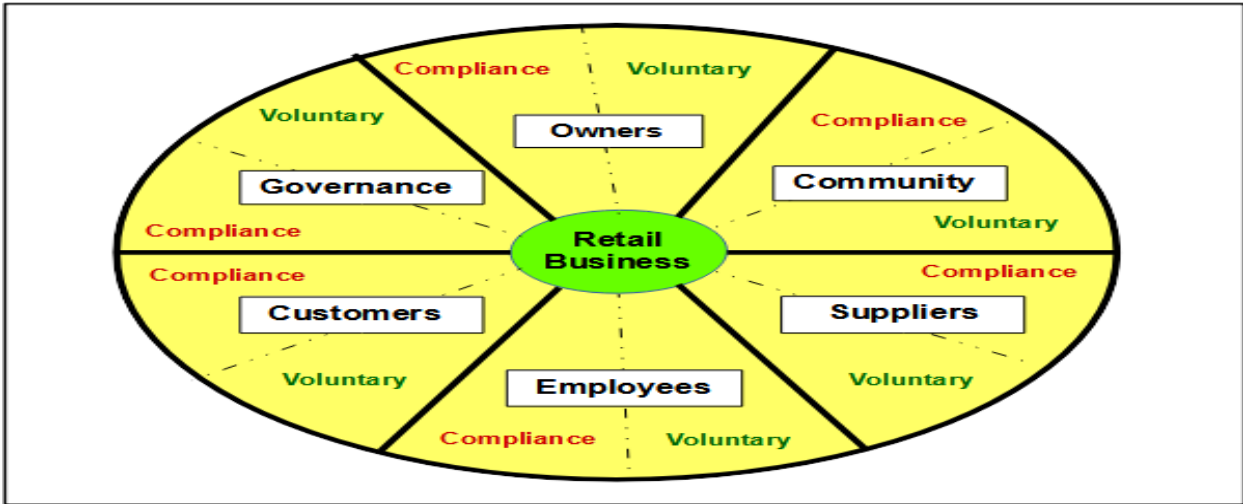 Compliance
Voluntary
Owners
Voluntary
Governance
Compliance
Compliance
Community
Voluntary
Retail
Business
Compliance
Customers
Voluntary
Compliance
Suppliers
Voluntary
Employees
Compliance
Voluntary